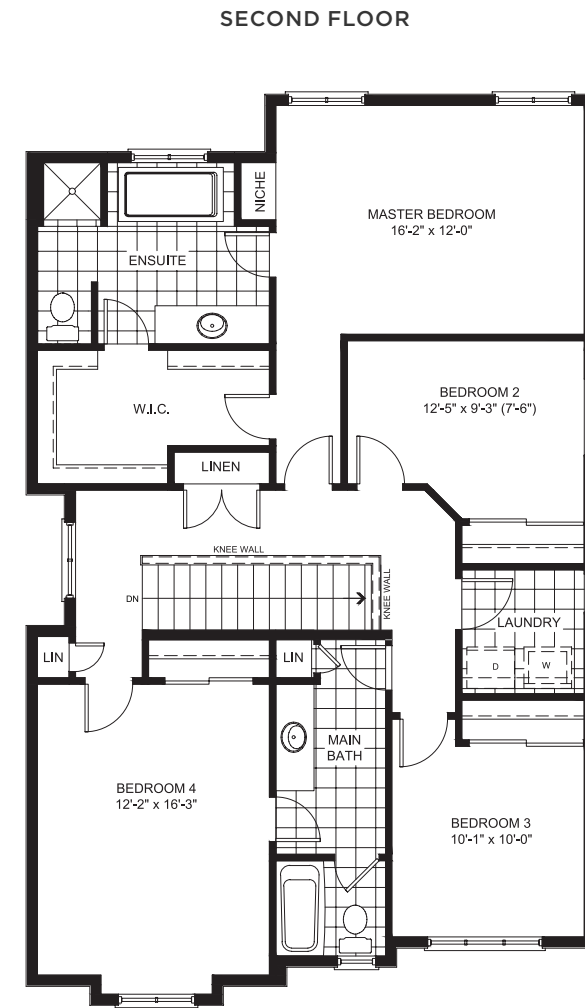 SECOND FLOOR
NICHE
MASTER BEDROOM
16'-2" x 12'-0"
ENSUITE
BEDROOM 2
12'-5" x 9'-3" (7'-6")
W.I.C.
LINEN
KNEE WALL
KNEE WALL
DN
LAUNDRY
D
W
LIN
LIN
MAIN
BATH
BEDROOM 4
12'-2" x 16'-3"
BEDROOM 3
10'-1" x 10'-0"